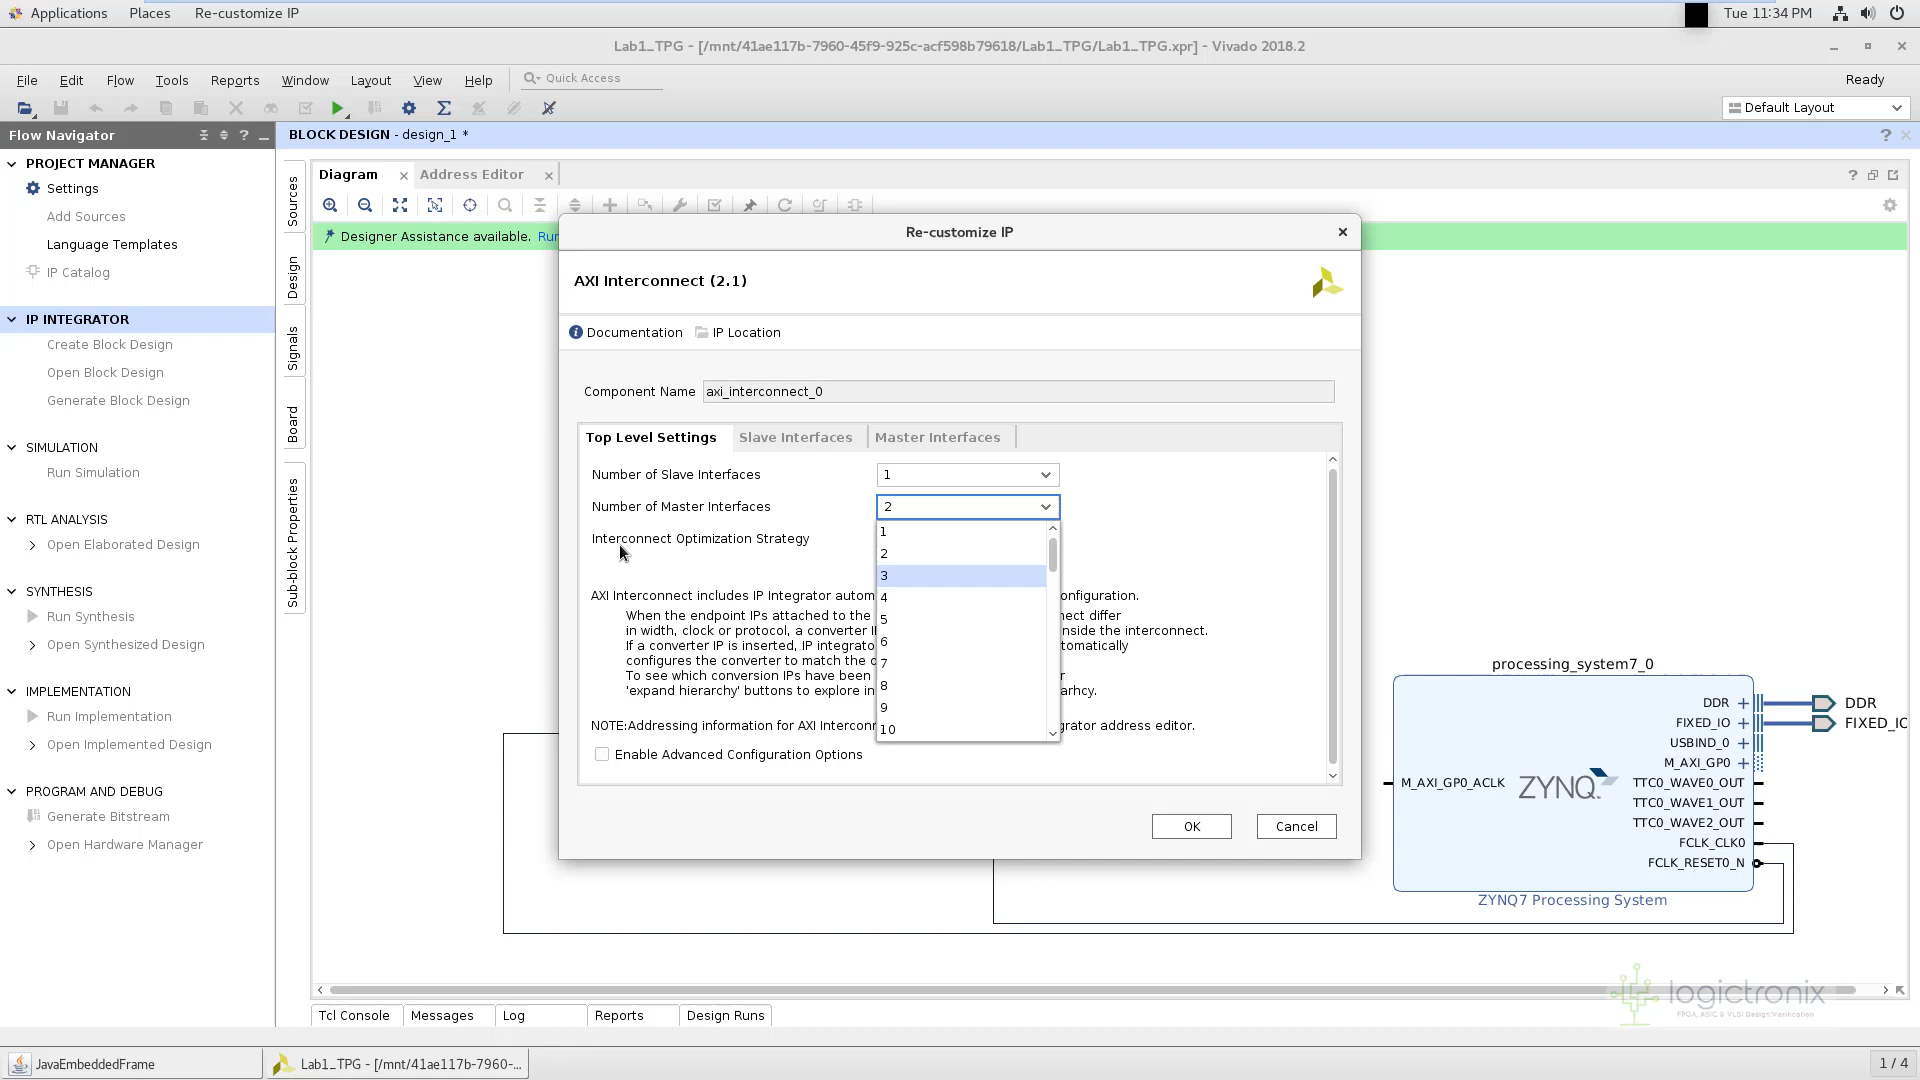 Applications Places Re-customize IP Tue 11:34 PM
Lab1_TPG - [/mnt/41ae117b-7960-45f9-925c-acf598b79618/Lab1_TPG/Lab1_TPG.xpr] - Vivado 2018.2
File Edit Flow Tools Reports Window Layout View Help Quick Access Ready
Default Layout
Flow Navigator
BLOCK DESIGN - design_1 *
PROJECT MANAGER
Settings
Add Sources
Language Templates
IP Catalog
IP INTEGRATOR
Create Block Design
Open Block Design
Generate Block Design
SIMULATION
Run Simulation
RTL ANALYSIS
Open Elaborated Design
SYNTHESIS
Run Synthesis
Open Synthesized Design
IMPLEMENTATION
Run Implementation
Open Implemented Design
PROGRAM AND DEBUG
Generate Bitstream
Open Hardware Manager
Sources
Design
Signals
Board
Sub-block Properties
Diagram Address Editor
Designer Assistance available. Run
Re-customize IP
AXI Interconnect (2.1)
Documentation IP Location
Component Name axi_interconnect_0
Top Level Settings Slave Interfaces Master Interfaces
Number of Slave Interfaces 1
Number of Master Interfaces 2
Interconnect Optimization Strategy
1
2
3
4
5
6
7
8
9
10
AXI Interconnect includes IP Integrator autom onfiguration.
When the endpoint IPs attached to the nect differ
in width, clock or protocol, a converter I nside the interconnect.
If a converter IP is inserted, IP integrato tomatically
configures the converter to match the
To see which conversion IPs have been r
'expand hierarchy' buttons to explore in arhcy.
NOTE:Addressing information for AXI Interconn grator address editor.
Enable Advanced Configuration Options
OK Cancel
processing_system7_0
DDR
FIXED_IO
USBIND_0
M_AXI_GP0
M_AXI_GP0_ACLK
ZYNQ
TTC0_WAVE0_OUT
TTC0_WAVE1_OUT
TTC0_WAVE2_OUT
FCLK_CLK0
FCLK_RESET0_N
ZYNQ7 Processing System
DDR
FIXED_IO
logictronix
FPGA, ASIC & VLSI Design|Verification
Tcl Console Messages Log Reports Design Runs
JavaEmbeddedFrame Lab1_TPG - [/mnt/41ae117b-7960-... 1 / 4